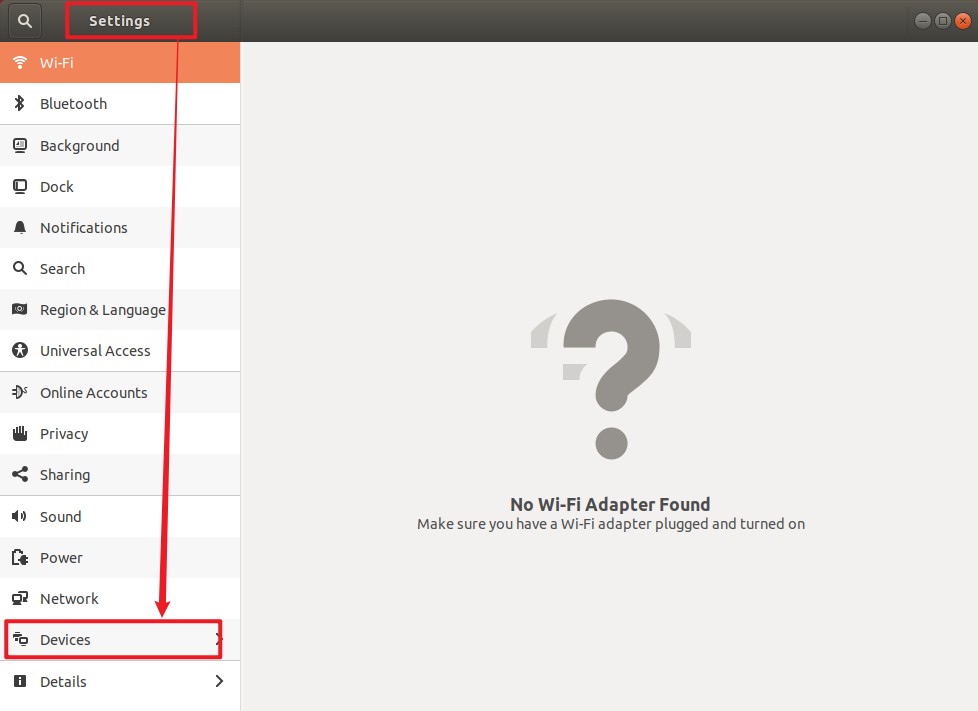 Settings
Wi-Fi
Bluetooth
Background
Dock
Notifications
Search
Region & Language
Universal Access
Online Accounts
Privacy
Sharing
Sound
Power
Network
Devices
Details
No Wi-Fi Adapter Found
Make sure you have a Wi-Fi adapter plugged and turned on